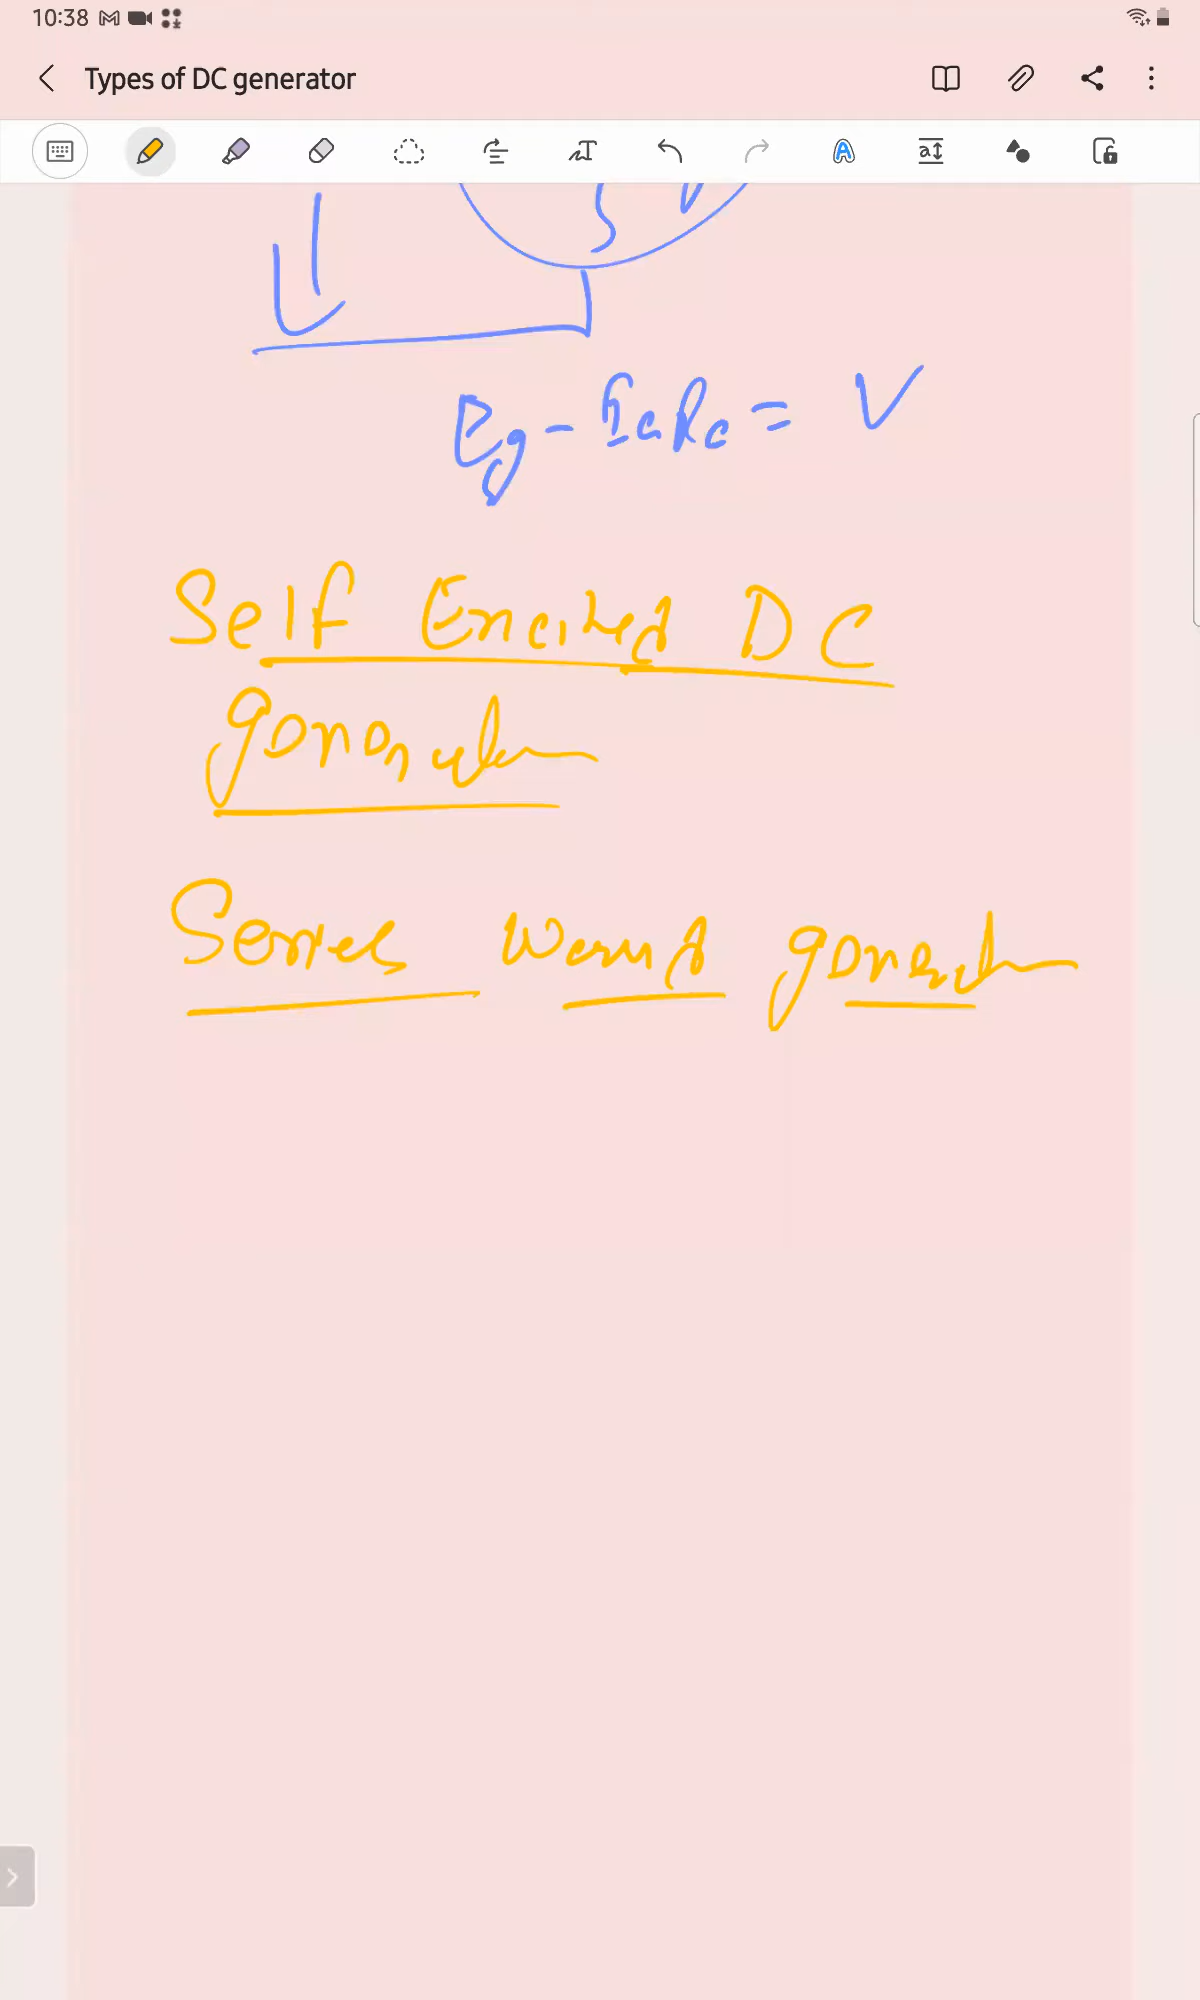 10:38
Types of DC generator
Eg - IaRa = V
Self Excited DC
generator
Series wound generator